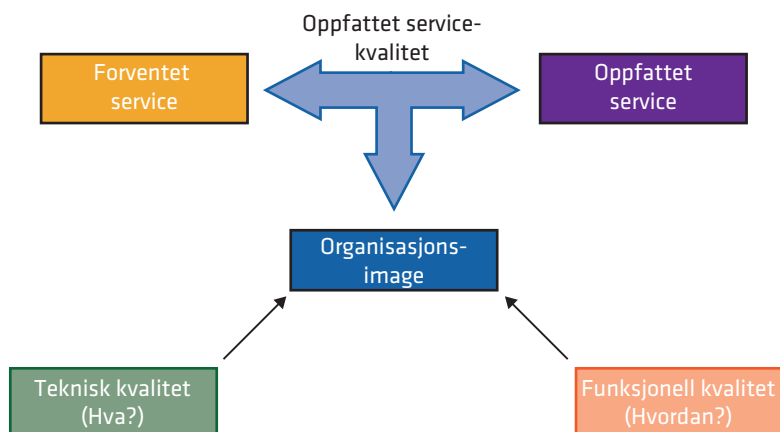 Oppfattet service-
kvalitet
Forventet
service
Oppfattet
service
Organisasjons-
image
Teknisk kvalitet
(Hva?)
Funksjonell kvalitet
(Hvordan?)